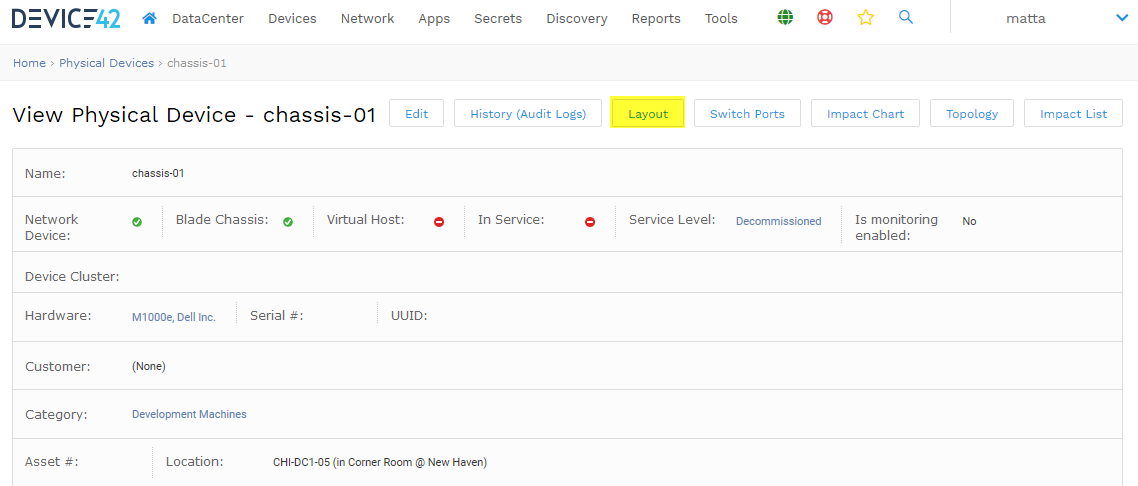 DEVICE42 DataCenter Devices Network Apps Secrets Discovery Reports Tools matta
Home › Physical Devices › chassis-01
View Physical Device - chassis-01 Edit History (Audit Logs) Layout Switch Ports Impact Chart Topology Impact List
Name: chassis-01
Network Device: Blade Chassis: Virtual Host: In Service: Service Level: Decommissioned Is monitoring enabled: No
Device Cluster:
Hardware: M1000e, Dell Inc. Serial #: UUID:
Customer: (None)
Category: Development Machines
Asset #: Location: CHI-DC1-05 (in Corner Room @ New Haven)